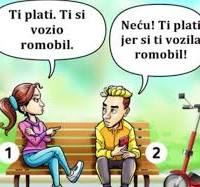 Ti plati. Ti si
vozio
romobil.
Neću! Ti plati
jer si ti vozila
romobil!
1
2